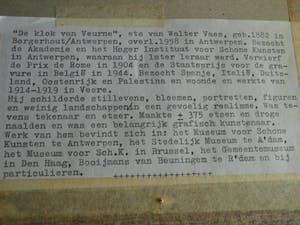 "De klok van Veurne", ets van Walter Vaes, geb.1882 in
Borgerhout/Antwerpen, overl.1958 in Antwerpen. Bezocht
de Akademie en het Hoger Instituut voor Schone Kunsten
in Antwerpen, waaraan hij later leraar werd. Verwierf
de Prix de Rome in 1904 en de Staatsprijs voor de gra-
vure in België in 1944. Bezocht Spanje, Italië, Duits-
land, Oostenrijk en Palestina en woonde en werkte van
1914-1919 in Veere.
Hij schilderde stillevens, bloemen, portretten, figuren
en weinig landschappenin een gevoelig realisme. Was te-
vens tekenaar en etser. Maakte ± 375 etsen en droge
naalden en was een belangrijk grafisch kunstenaar.
Werk van hem bevindt zich in: het Museum voor Schone
Kunsten te Antwerpen, het Stedelijk Museum te A'dam,
het Museum voor Sch.K. in Brussel, het Gemeentemuseum
in Den Haag, Booijmans van Beuningem te R'dam en bij
particulieren. ++++++++++++++++++++